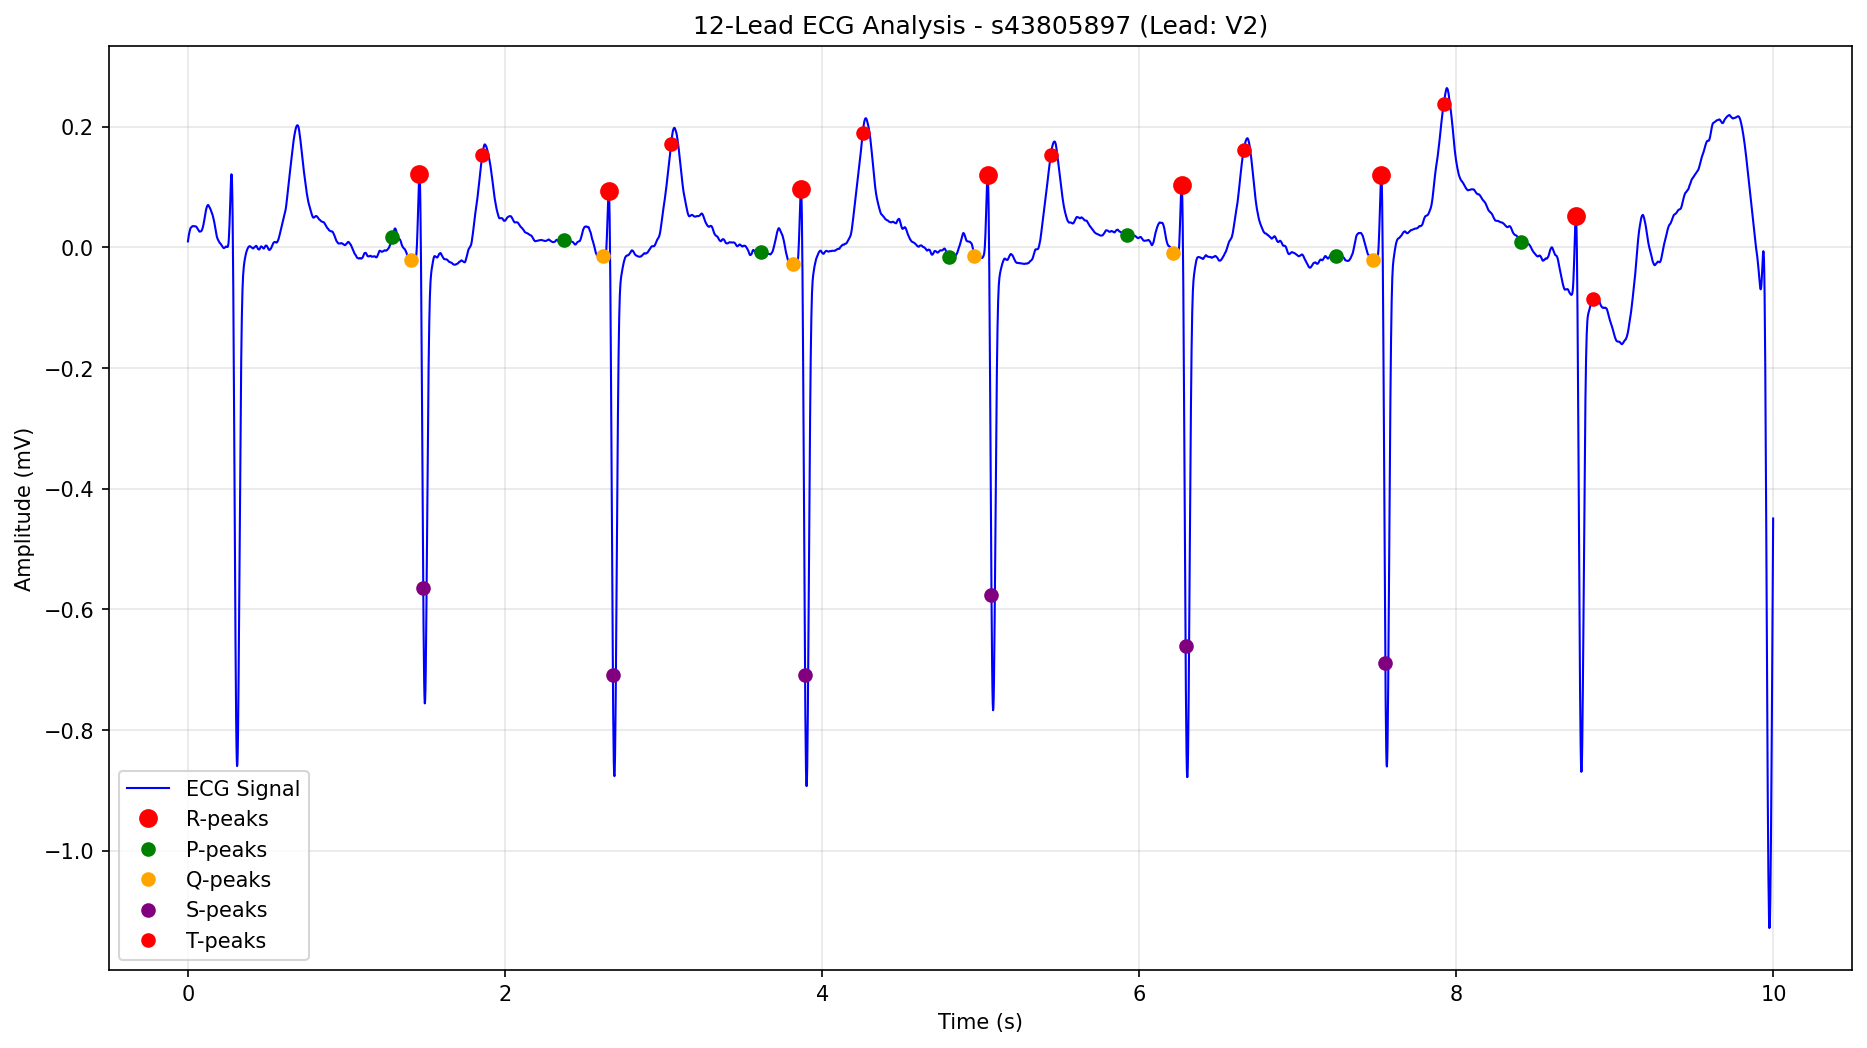 12-Lead ECG Analysis - s43805897 (Lead: V2)
Amplitude (mV)
0.2
0.0
−0.2
−0.4
−0.6
−0.8
−1.0
ECG Signal
R-peaks
P-peaks
Q-peaks
S-peaks
T-peaks
0 2 4 6 8 10
Time (s)